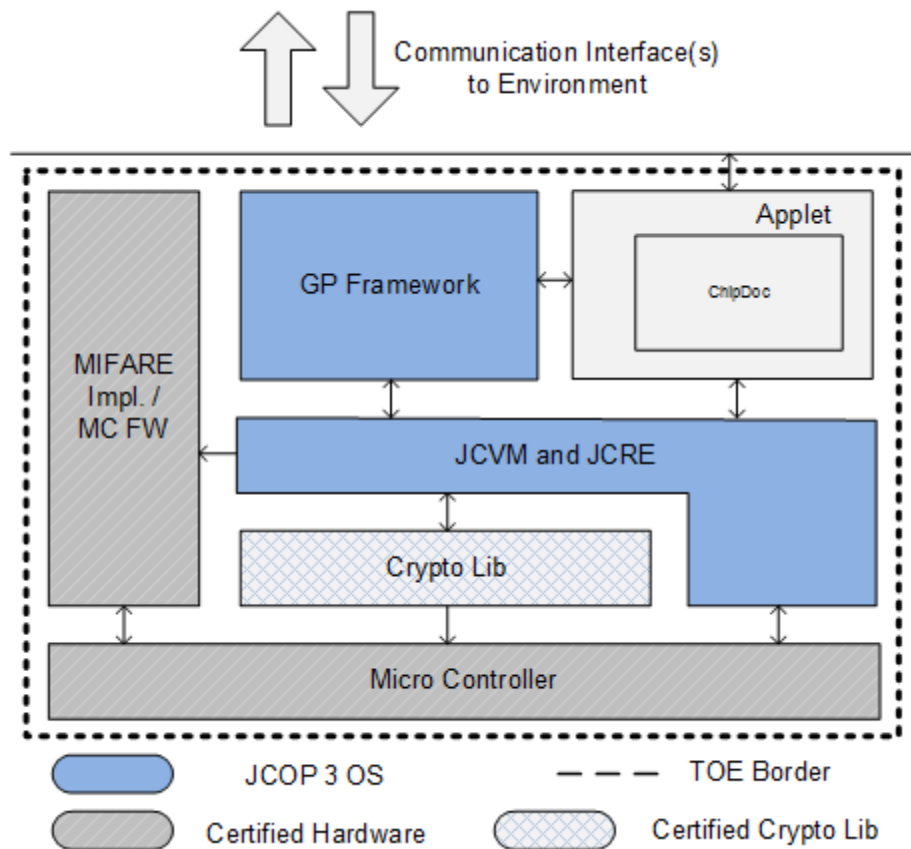 Communication Interface(s)
to Environment
Applet
GP Framework
ChipDoc
MIFARE
Impl. /
MC FW
JCVM and JCRE
Crypto Lib
Micro Controller
JCOP 3 OS
TOE Border
Certified Hardware
Certified Crypto Lib